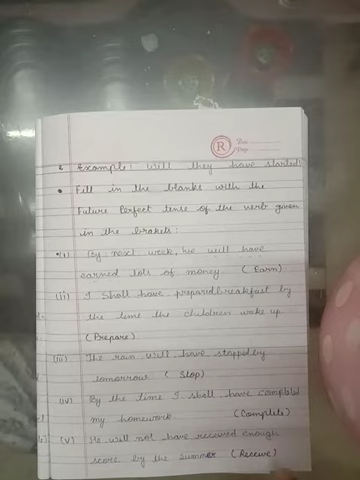 R
Example: Will they have started
• Fill in the blanks with the
Future Perfect tense of the verb given
in the brakets:
(i) By next week, he will have
earned lots of money (Earn)
(ii) I shall have prepared breakfast by
the time the children wake up.
(Prepare)
(iii) The rain will have stopped by
tomorrow. (Stop)
(iv) By the time I shall have completed
my homework (Complete)
(v) He will not have received enough
score by the summer (Receive)